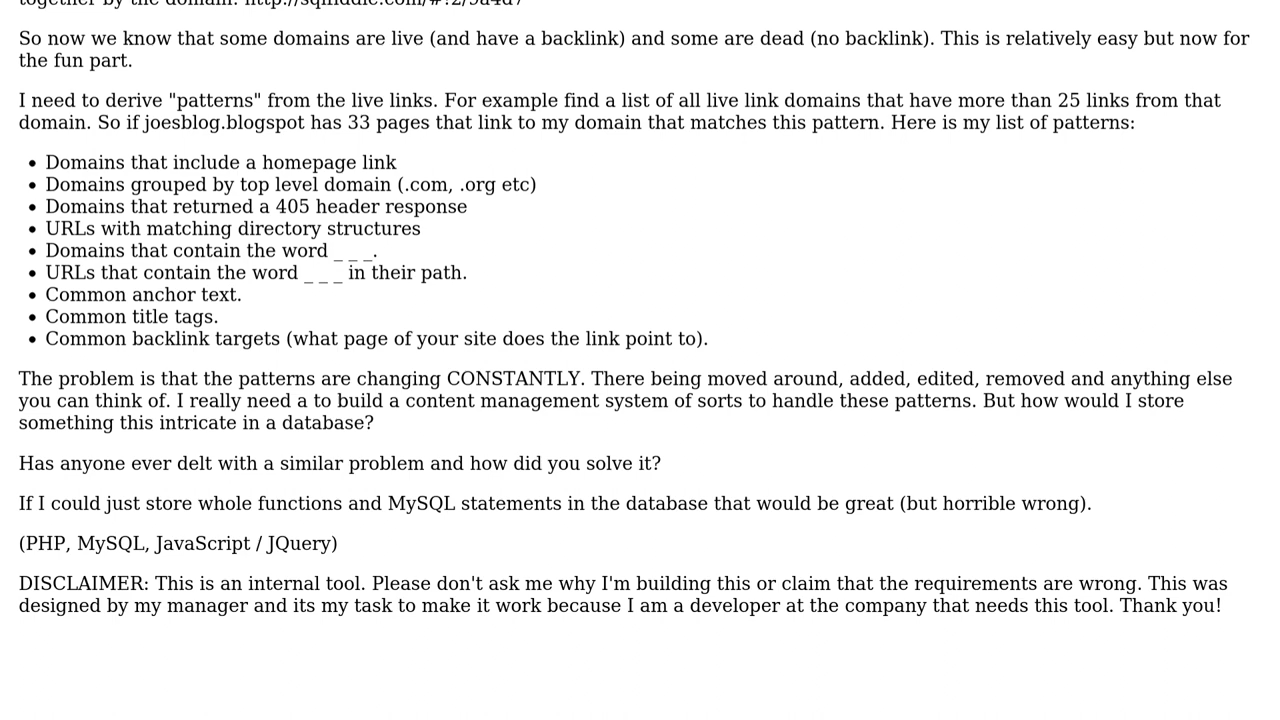 together by the domain: http://sqlfiddle.com/#!2/9a4d7
So now we know that some domains are live (and have a backlink) and some are dead (no backlink). This is relatively easy but now for
the fun part.
I need to derive "patterns" from the live links. For example find a list of all live link domains that have more than 25 links from that
domain. So if joesblog.blogspot has 33 pages that link to my domain that matches this pattern. Here is my list of patterns:
• Domains that include a homepage link
• Domains grouped by top level domain (.com, .org etc)
• Domains that returned a 405 header response
• URLs with matching directory structures
• Domains that contain the word _ _ _.
• URLs that contain the word _ _ _ in their path.
• Common anchor text.
• Common title tags.
• Common backlink targets (what page of your site does the link point to).
The problem is that the patterns are changing CONSTANTLY. There being moved around, added, edited, removed and anything else
you can think of. I really need a to build a content management system of sorts to handle these patterns. But how would I store
something this intricate in a database?
Has anyone ever delt with a similar problem and how did you solve it?
If I could just store whole functions and MySQL statements in the database that would be great (but horrible wrong).
(PHP, MySQL, JavaScript / JQuery)
DISCLAIMER: This is an internal tool. Please don't ask me why I'm building this or claim that the requirements are wrong. This was
designed by my manager and its my task to make it work because I am a developer at the company that needs this tool. Thank you!